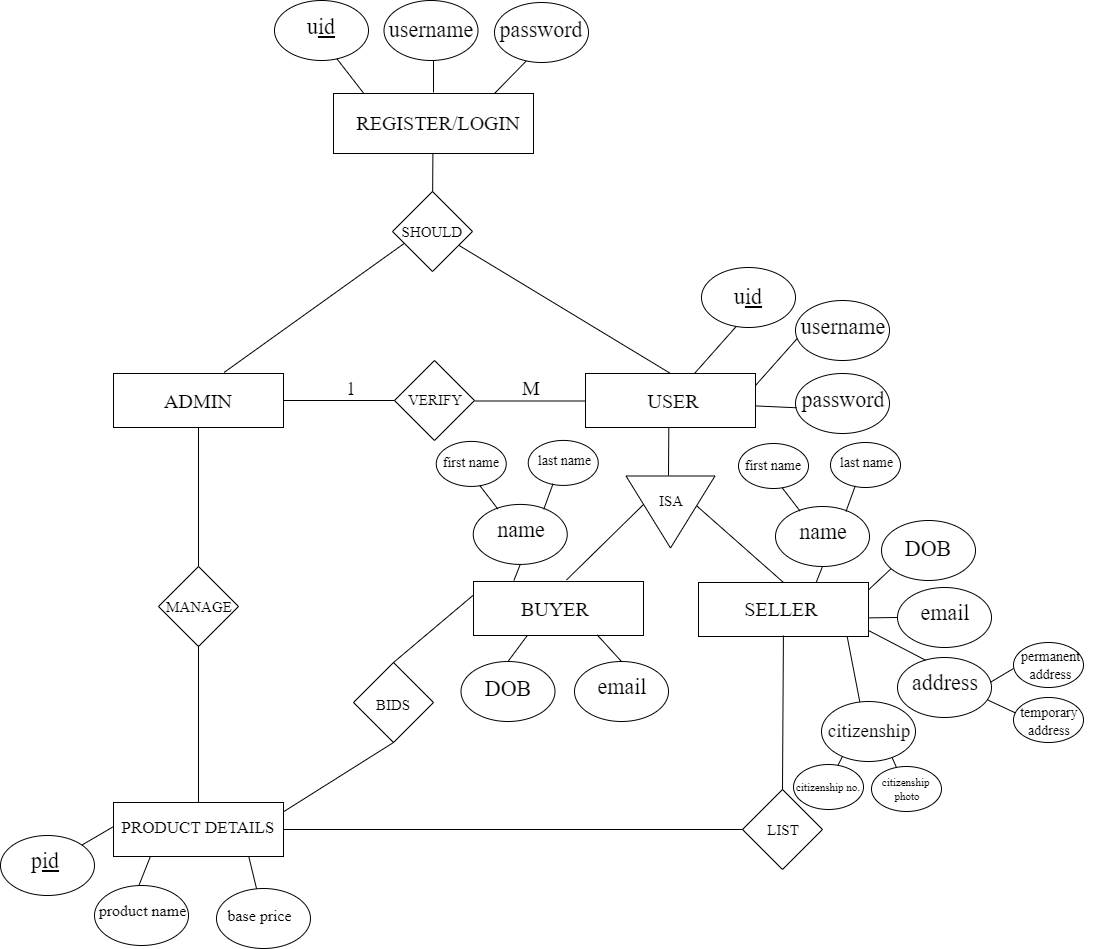 uid
username
password
REGISTER/LOGIN
SHOULD
uid
username
password
ADMIN
1
VERIFY
M
USER
first name
last name
name
ISA
first name
last name
name
DOB
email
address
permanent
address
temporary
address
MANAGE
BUYER
SELLER
DOB
email
BIDS
citizenship
citizenship no.
citizenship
photo
PRODUCT DETAILS
LIST
pid
product name
base price